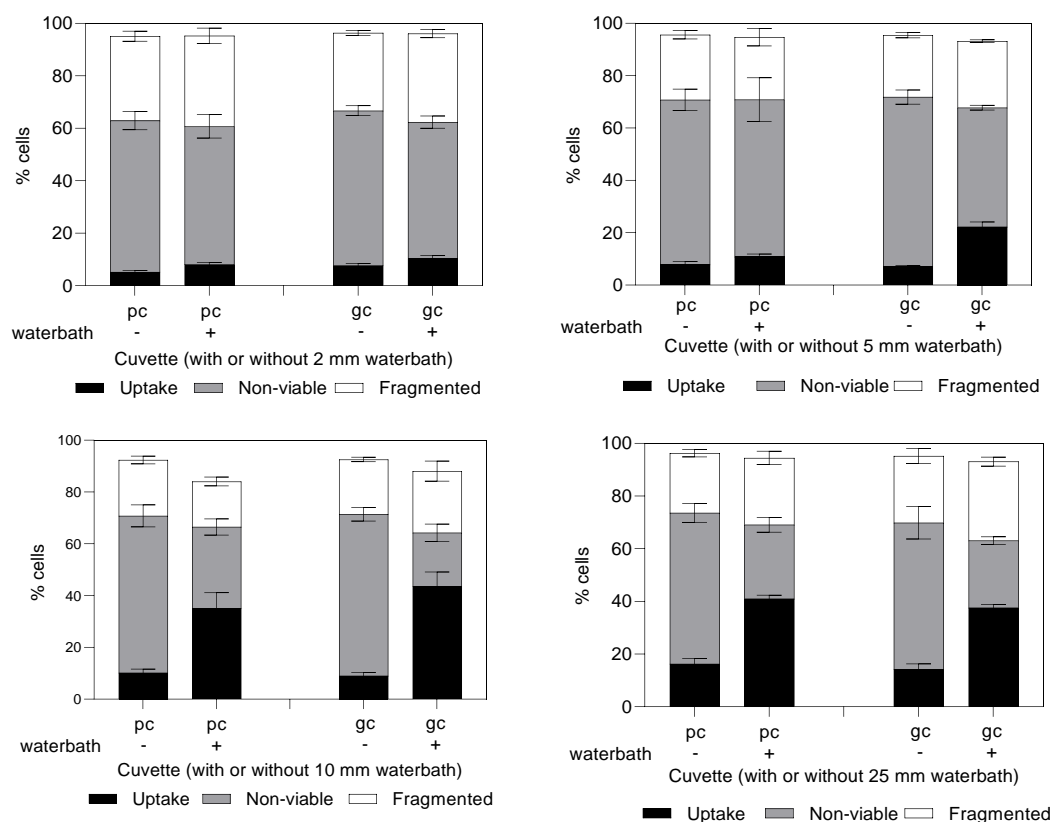 100
80
60
40
20
0
% cells
pc pc gc gc
waterbath - + - +
Cuvette (with or without 2 mm waterbath)
Uptake Non-viable Fragmented
100
80
60
40
20
0
% cells
pc pc gc gc
waterbath - + - +
Cuvette (with or without 5 mm waterbath)
Uptake Non-viable Fragmented
100
80
60
40
20
0
% cells
pc pc gc gc
waterbath - + - +
Cuvette (with or without 10 mm waterbath)
Uptake Non-viable Fragmented
100
80
60
40
20
0
% cells
pc pc gc gc
waterbath - + - +
Cuvette (with or without 25 mm waterbath)
Uptake Non-viable Fragmented